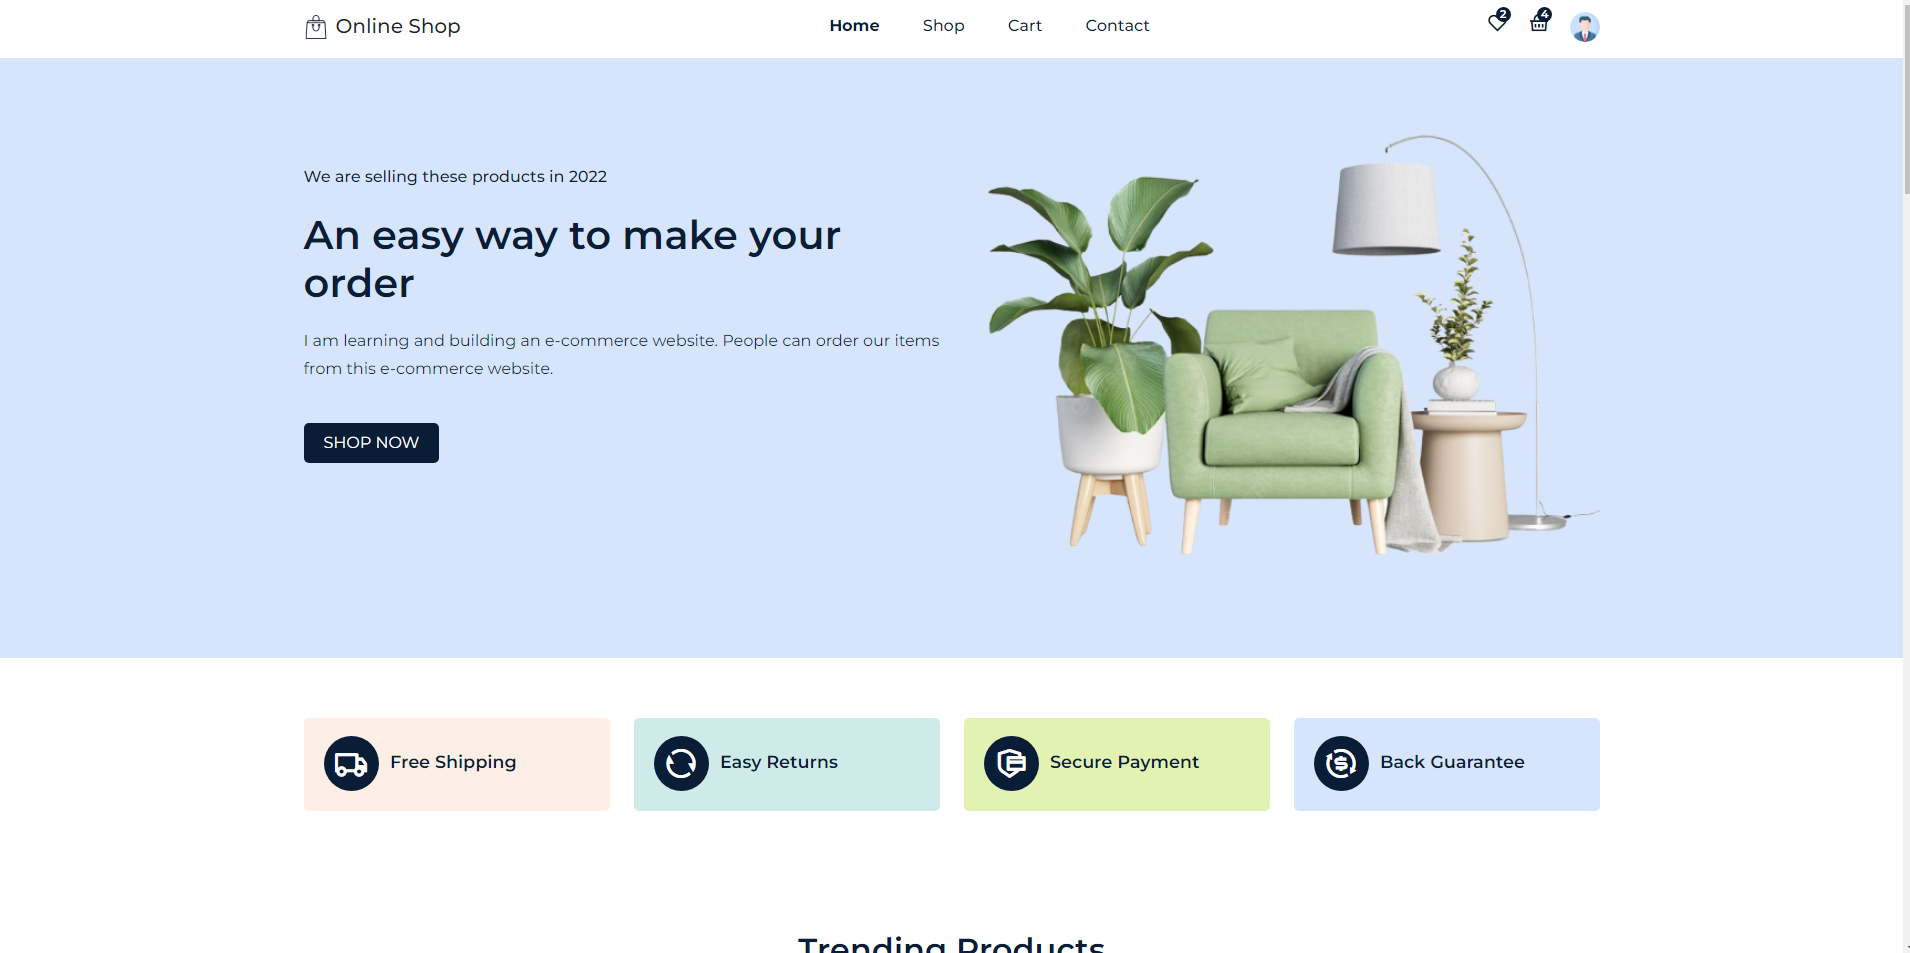 Online Shop
Home
Shop
Cart
Contact
2
4
We are selling these products in 2022
An easy way to make your
order
I am learning and building an e-commerce website. People can order our items
from this e-commerce website.
SHOP NOW
Free Shipping
Easy Returns
Secure Payment
Back Guarantee
Trending Products